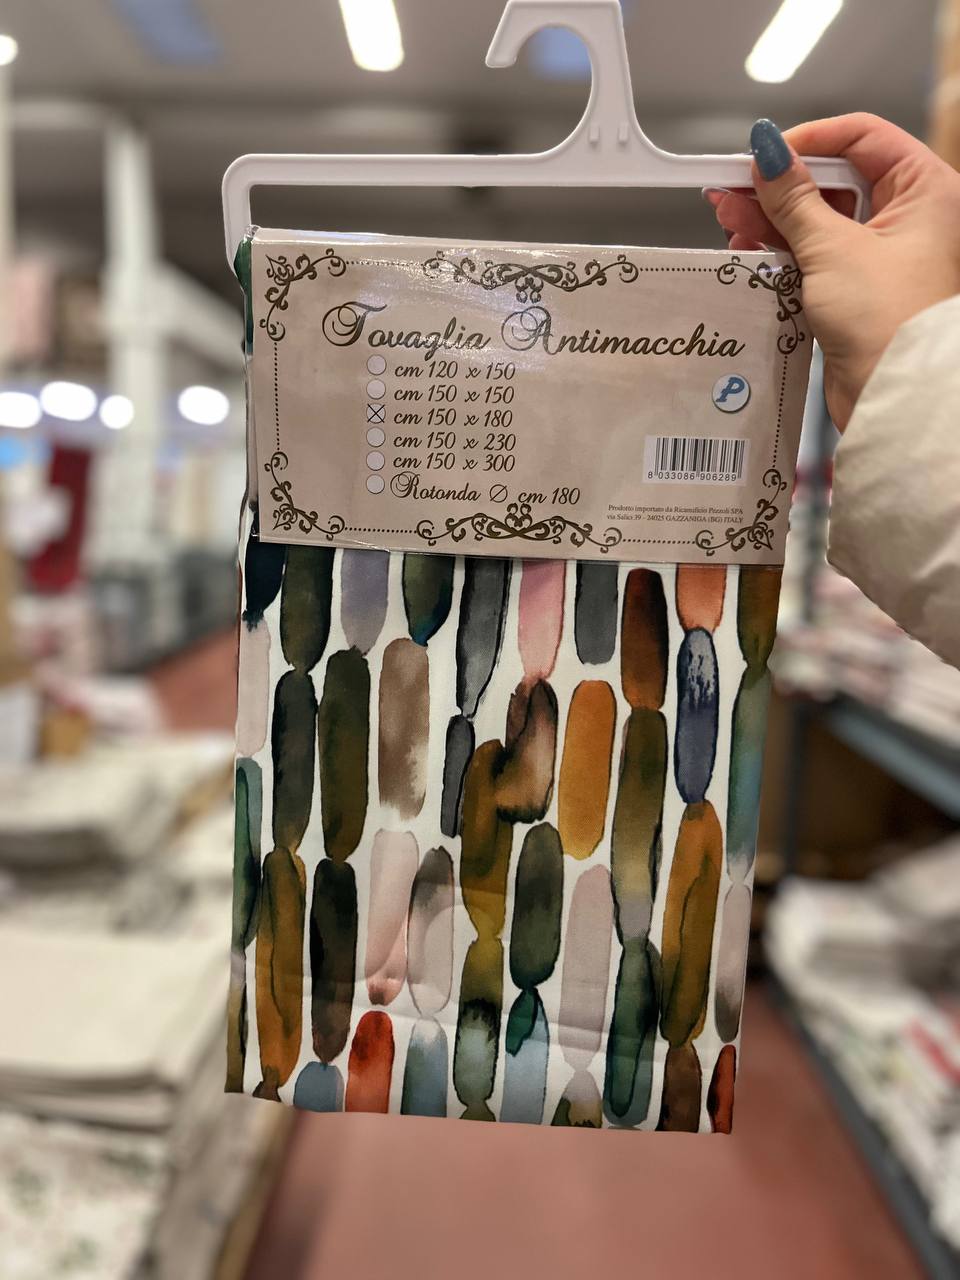 Tovaglia Antimacchia
cm 120 x 150
cm 150 x 150
cm 150 x 180
cm 150 x 230
cm 150 x 300
Rotonda Ø cm 180
P
8 033086 906289
Prodotto importato da Ricamificio Pezzoli SPA
via Salici 39 - 24025 GAZZANIGA (BG) ITALY